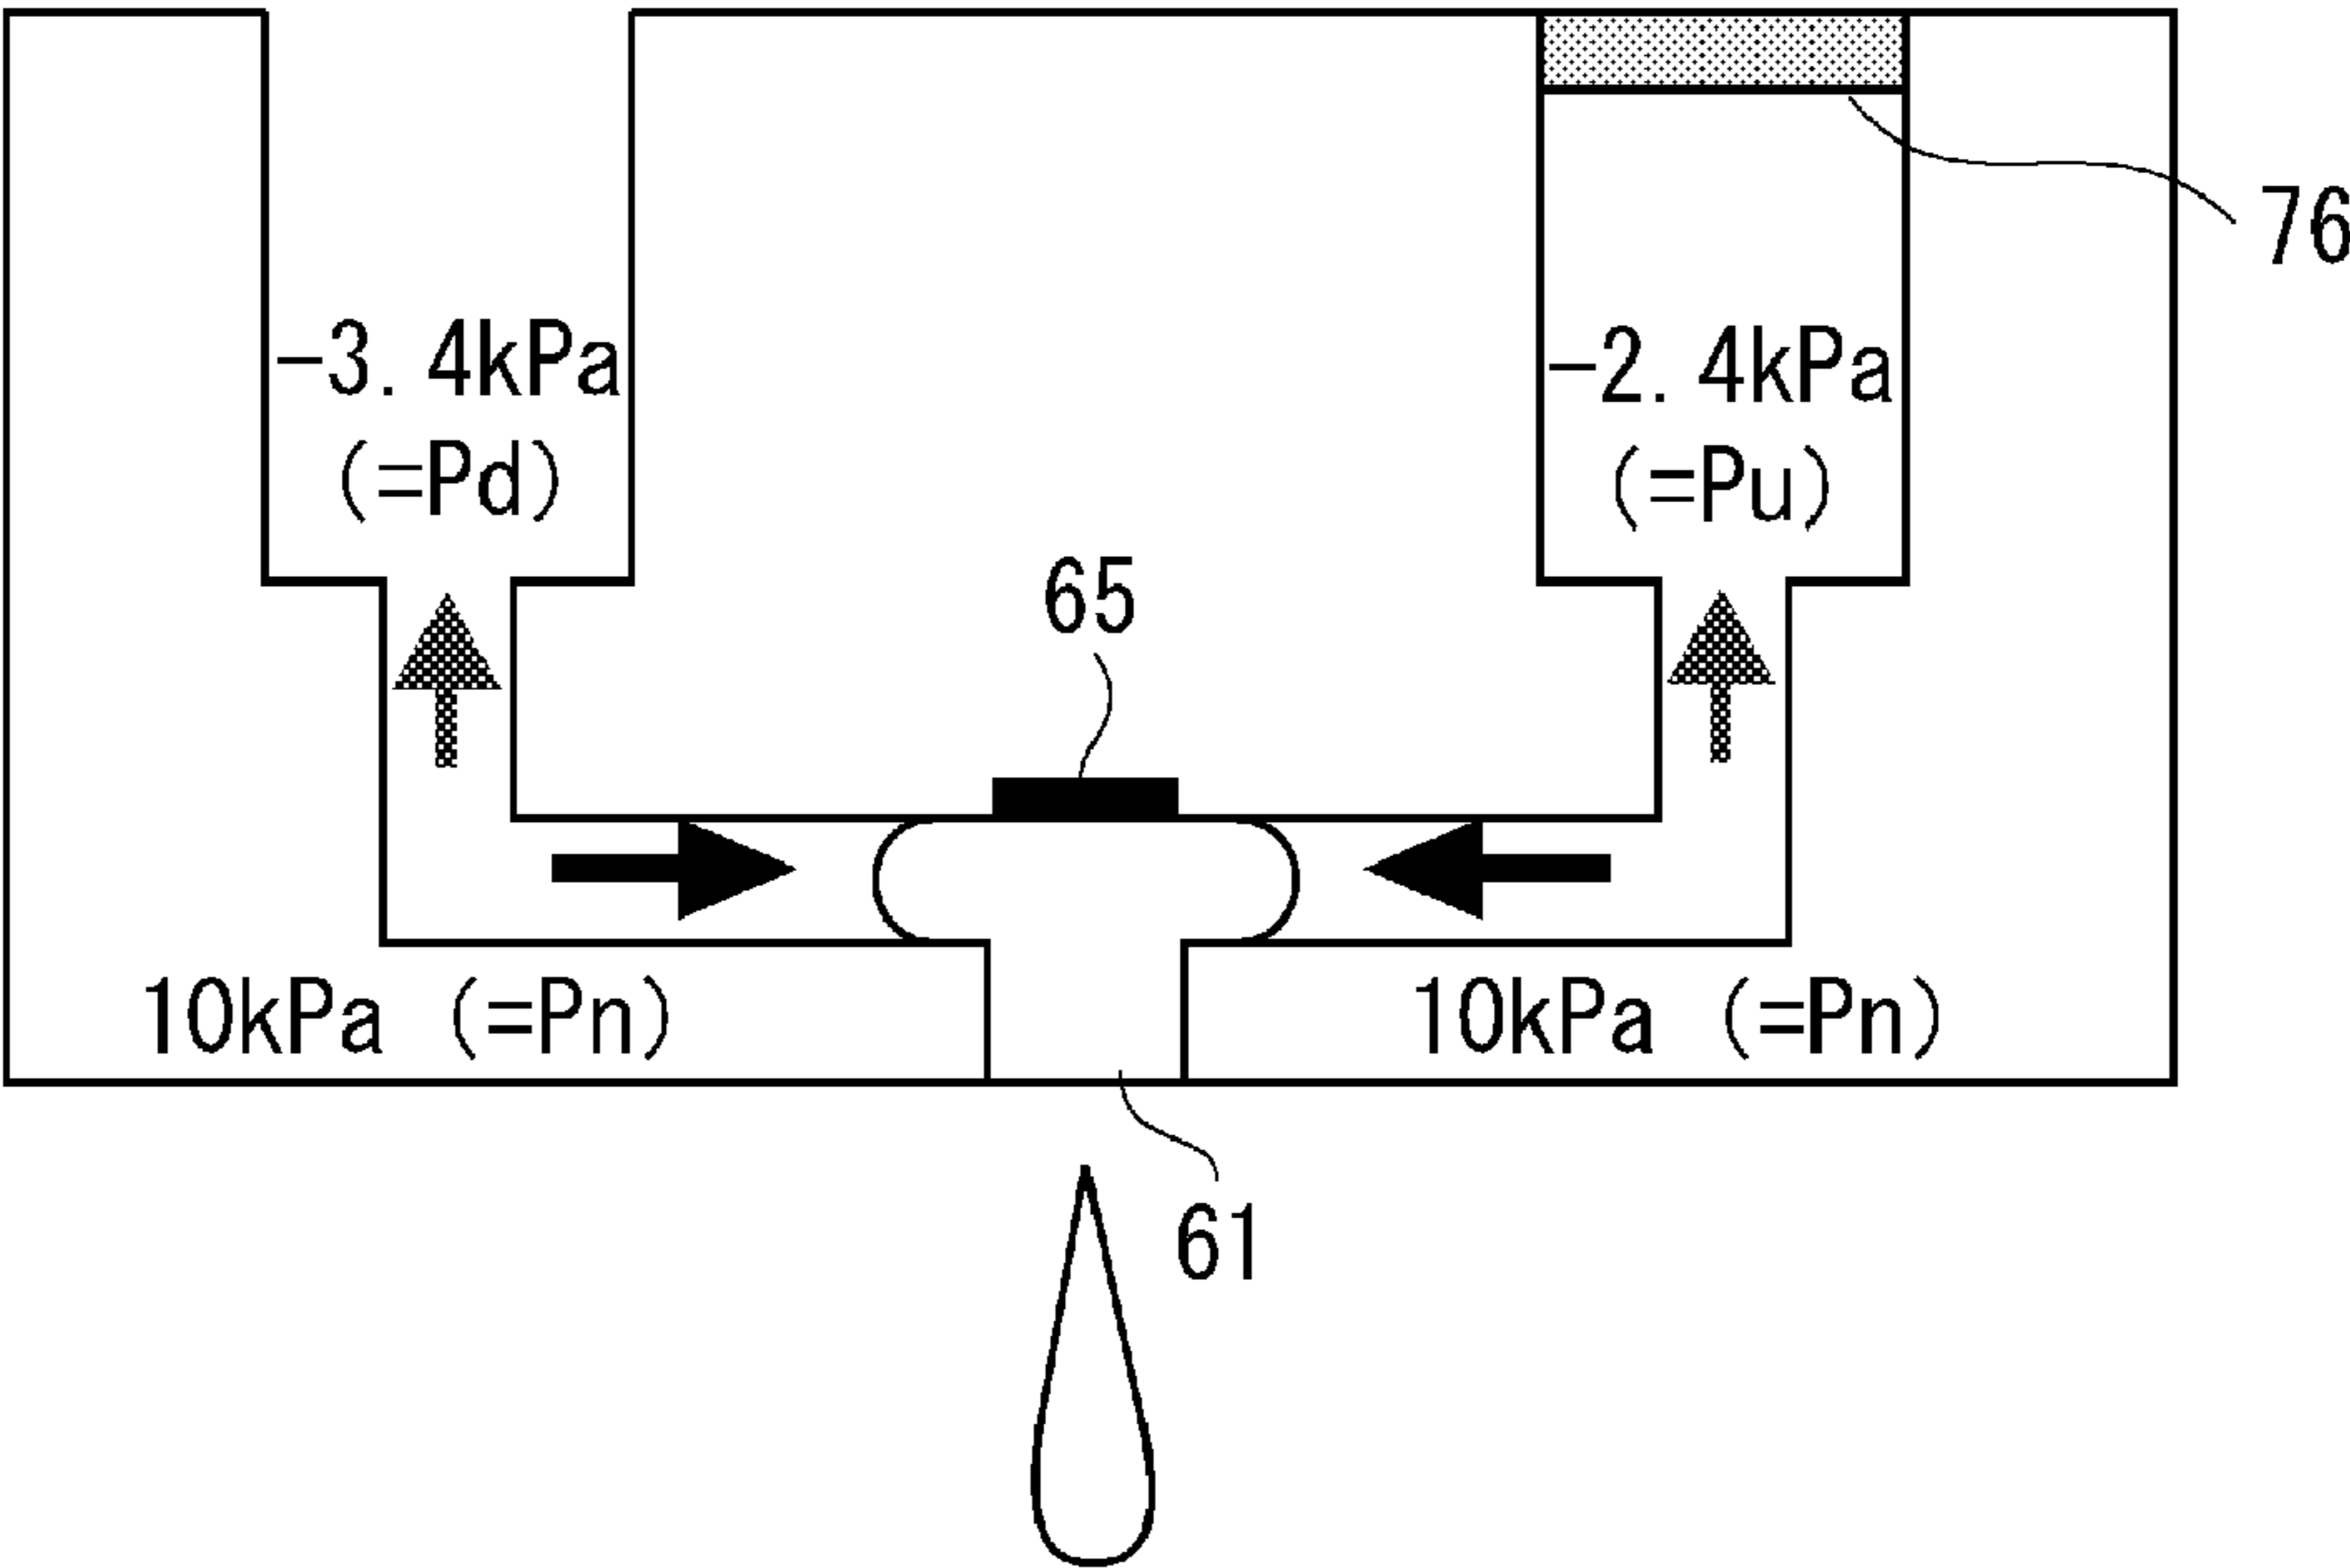 76
-3.4kPa
(=Pd)
-2.4kPa
(=Pu)
65
10kPa (=Pn)
10kPa (=Pn)
61